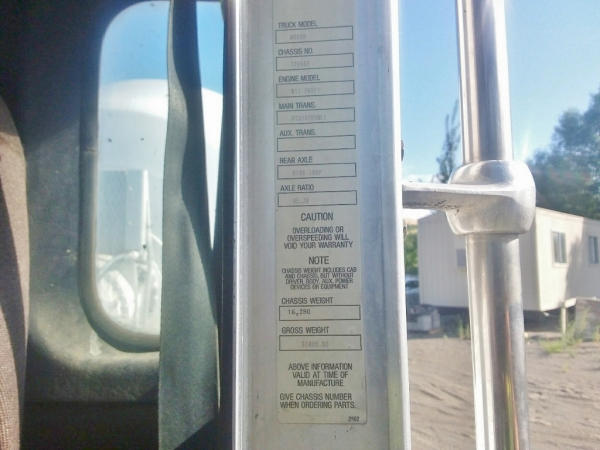 TRUCK MODEL
CHASSIS NO.
ENGINE MODEL
MAIN TRANS.
AUX. TRANS.
REAR AXLE
AXLE RATIO
CAUTION
OVERLOADING OR
OVERSPEEDING WILL
VOID YOUR WARRANTY
NOTE
CHASSIS WEIGHT INCLUDES CAB
AND CHASSIS, BUT WITHOUT
DRIVER, BODY, AUX. POWER
DEVICES OR EQUIPMENT
CHASSIS WEIGHT
16,290
GROSS WEIGHT
ABOVE INFORMATION
VALID AT TIME OF
MANUFACTURE
GIVE CHASSIS NUMBER
WHEN ORDERING PARTS.